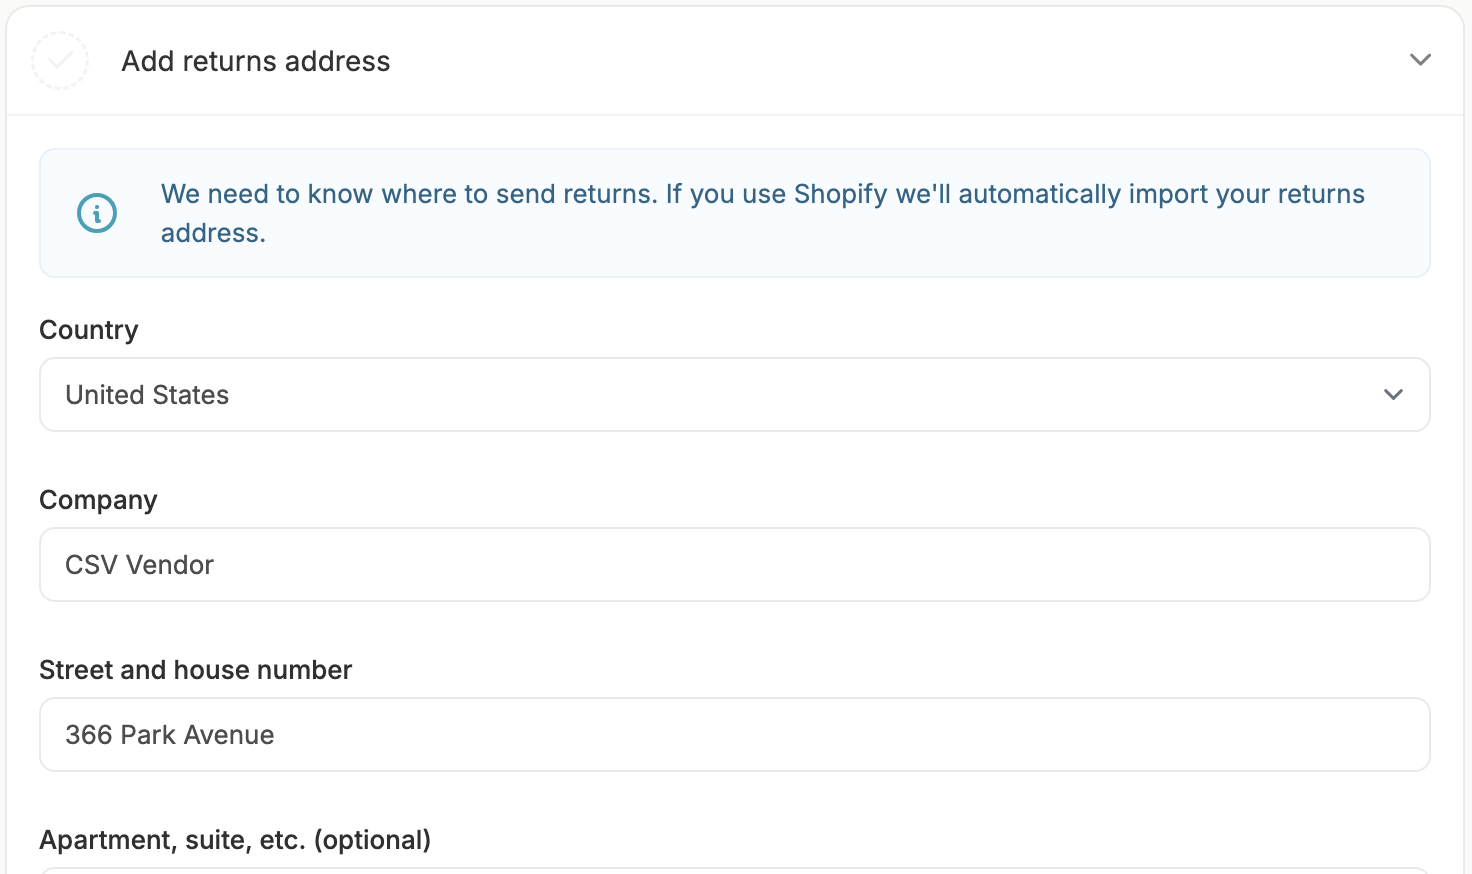 Add returns address
We need to know where to send returns. If you use Shopify we'll automatically import your returns
address.
Country
United States
Company
CSV Vendor
Street and house number
366 Park Avenue
Apartment, suite, etc. (optional)